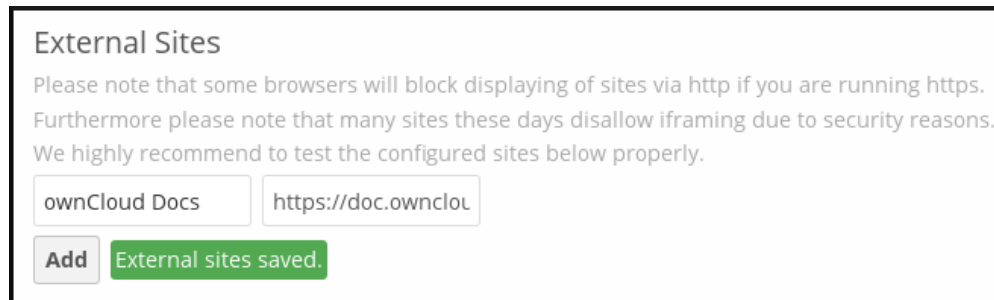 External Sites
Please note that some browsers will block displaying of sites via http if you are running https.
Furthermore please note that many sites these days disallow iframing due to security reasons.
We highly recommend to test the configured sites below properly.
ownCloud Docs https://doc.ownclou
Add External sites saved.